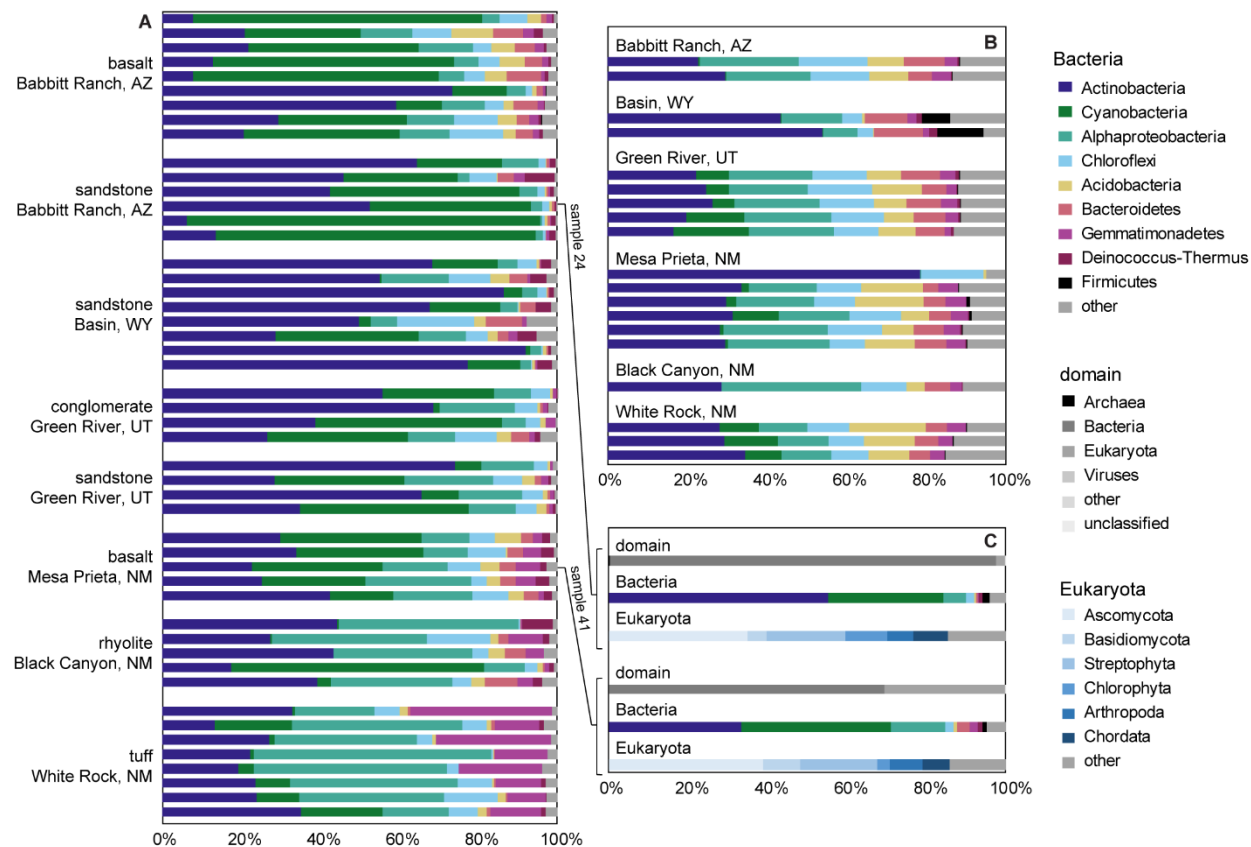 A
basalt
Babbitt Ranch, AZ
sandstone
Babbitt Ranch, AZ
sandstone
Basin, WY
conglomerate
Green River, UT
sandstone
Green River, UT
basalt
Mesa Prieta, NM
rhyolite
Black Canyon, NM
tuff
White Rock, NM
0% 20% 40% 60% 80% 100%
sample 24
sample 41
B
Babbitt Ranch, AZ
Basin, WY
Green River, UT
Mesa Prieta, NM
Black Canyon, NM
White Rock, NM
0% 20% 40% 60% 80% 100%
C
domain
Bacteria
Eukaryota
domain
Bacteria
Eukaryota
0% 20% 40% 60% 80% 100%
Bacteria
Actinobacteria
Cyanobacteria
Alphaproteobacteria
Chloroflexi
Acidobacteria
Bacteroidetes
Gemmatimonadetes
Deinococcus-Thermus
Firmicutes
other
domain
Archaea
Bacteria
Eukaryota
Viruses
other
unclassified
Eukaryota
Ascomycota
Basidiomycota
Streptophyta
Chlorophyta
Arthropoda
Chordata
other